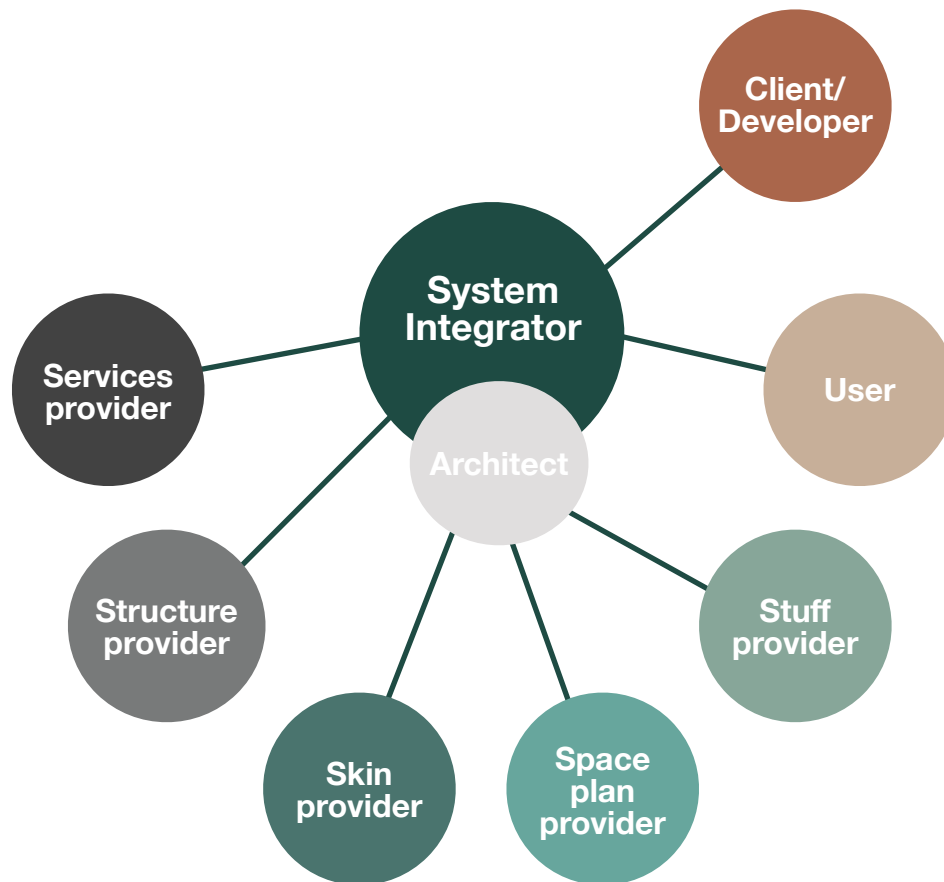 Client/
Developer
System
Integrator
Services
provider
User
Architect
Structure
provider
Stuff
provider
Skin
provider
Space
plan
provider